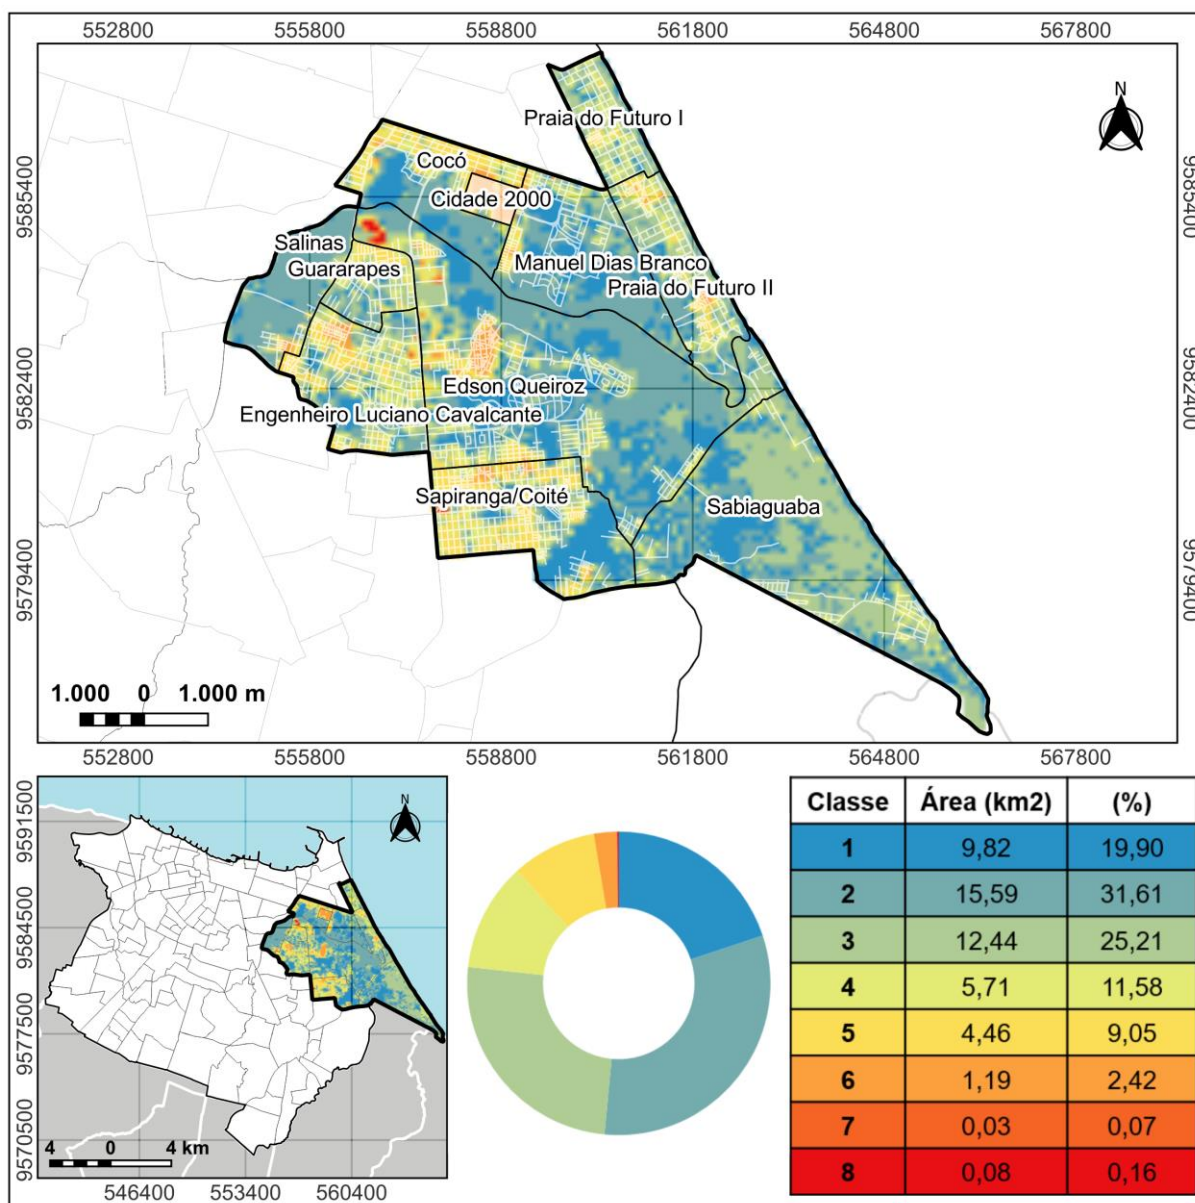 552800 555800 558800 561800 564800 567800
N
Praia do Futuro I
Cocó
9585400
9585400
Cidade 2000
Salinas
Guararapes
Manuel Dias Branco
Praia do Futuro II
9582400
9582400
Edson Queiroz
Engenheiro Luciano Cavalcante
Sapiranga/Coité
Sabiaguaba
9579400
9579400
1.000 0 1.000 m
552800 555800 558800 561800 564800 567800
N
9591500
9584500
9577500
9570500
4 0 4 km
546400 553400 560400
Classe Área (km2) (%)
1 9,82 19,90
2 15,59 31,61
3 12,44 25,21
4 5,71 11,58
5 4,46 9,05
6 1,19 2,42
7 0,03 0,07
8 0,08 0,16